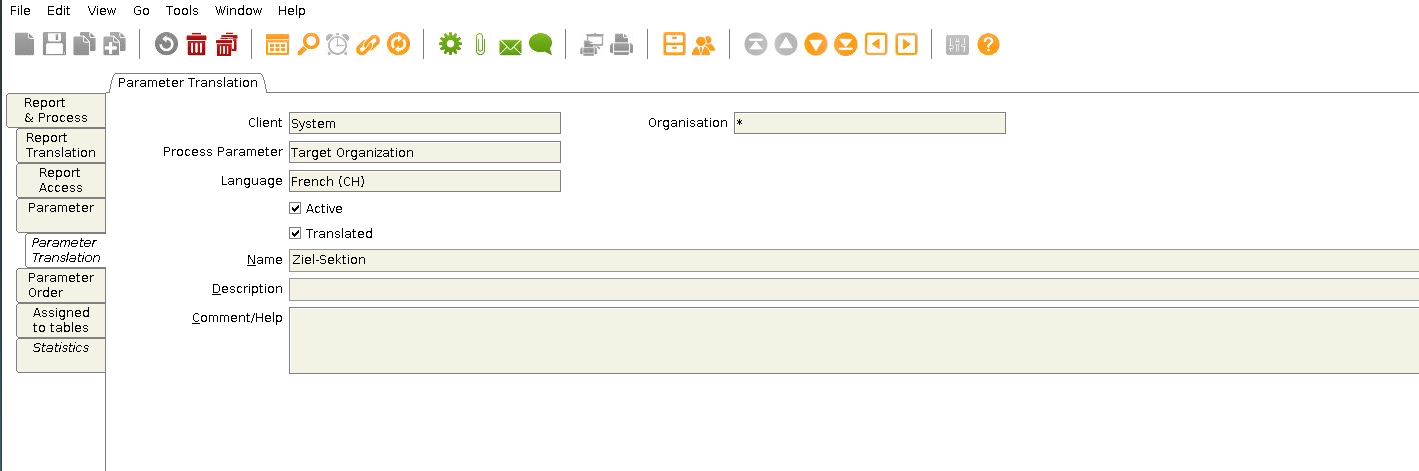 File Edit View Go Tools Window Help
Parameter Translation
Report
& Process
Report
Translation
Report
Access
Parameter
Parameter
Translation
Parameter
Order
Assigned
to tables
Statistics
Client System Organisation *
Process Parameter Target Organization
Language French (CH)
Active
Translated
Name Ziel-Sektion
Description
Comment/Help